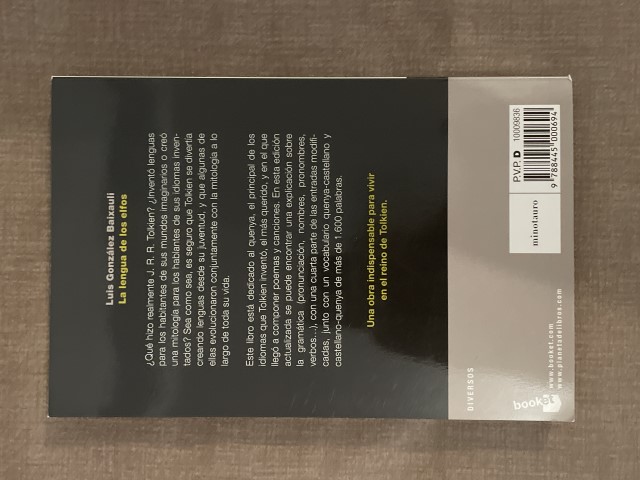 Luis González Baixauli
La lengua de los elfos
¿Qué hizo realmente J. R. R. Tolkien? ¿Inventó lenguas
para los habitantes de sus mundos imaginarios o creó
una mitología para los hablantes de sus idiomas inven-
tados? Sea como sea, es seguro que Tolkien se divertía
creando lenguas desde su juventud, y que algunas de
ellas evolucionaron conjuntamente con la mitología a lo
largo de toda su vida.
Este libro está dedicado al quenya, el principal de los
idiomas que Tolkien inventó, el más querido, y en el que
llegó a componer poemas y canciones. En esta edición
actualizada se puede encontrar una explicación sobre
la gramática (pronunciación, nombres, pronombres,
verbos...), con una cuarta parte de las entradas modifi-
cadas, junto con un vocabulario quenya-castellano y
castellano-quenya de más de 1.600 palabras.
Una obra indispensable para vivir
en el reino de Tolkien.
DIVERSOS
booket
www.booket.com
www.planetadelibros.com
minotauro
P.V.P. D 10009836
9 788445 000694